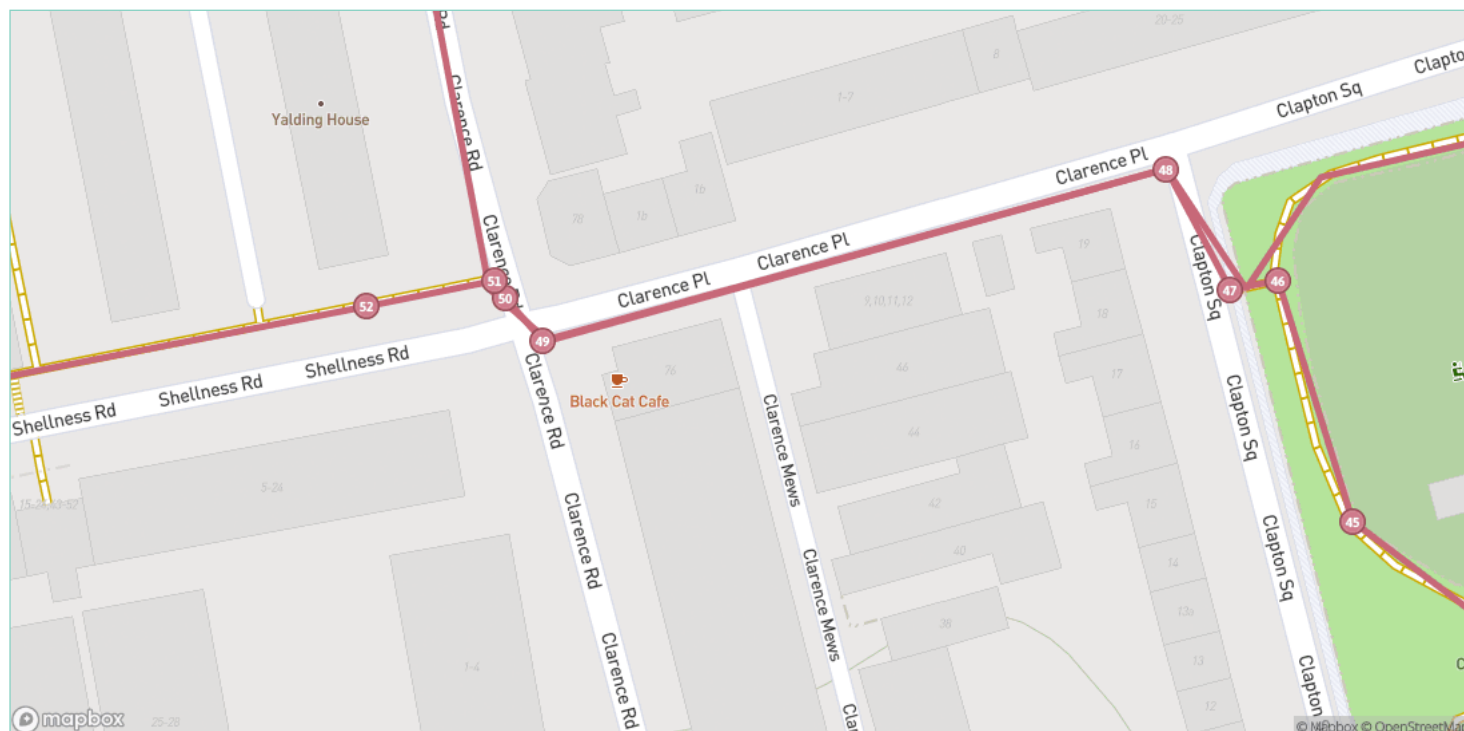 Rd
20-25
8
Clapton
Clapton Sq
1-7
Yalding House
Clarence Rd
Clarence Pl
48
1b
1b
78
19
Clarence Pl
Clapton Sq
46
47
51
50
52
Clarence Pl
9,10,11,12
18
49
Shellness Rd
Shellness Rd
Shellness Rd
76
Black Cat Cafe
Clarence Rd
46
17
Clapton Sq
44
16
Clarence Mews
5-24
42
15
45
Clarence Rd
Clapton Sq
40
14
Clarence Mews
13a
38
Clarence Rd
1-4
13
Clapton
12
25-28
mapbox
© Mapbox © OpenStreetMap